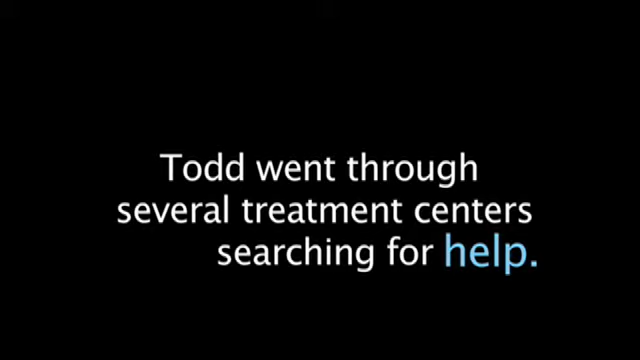 Todd went through
several treatment centers
searching for help.